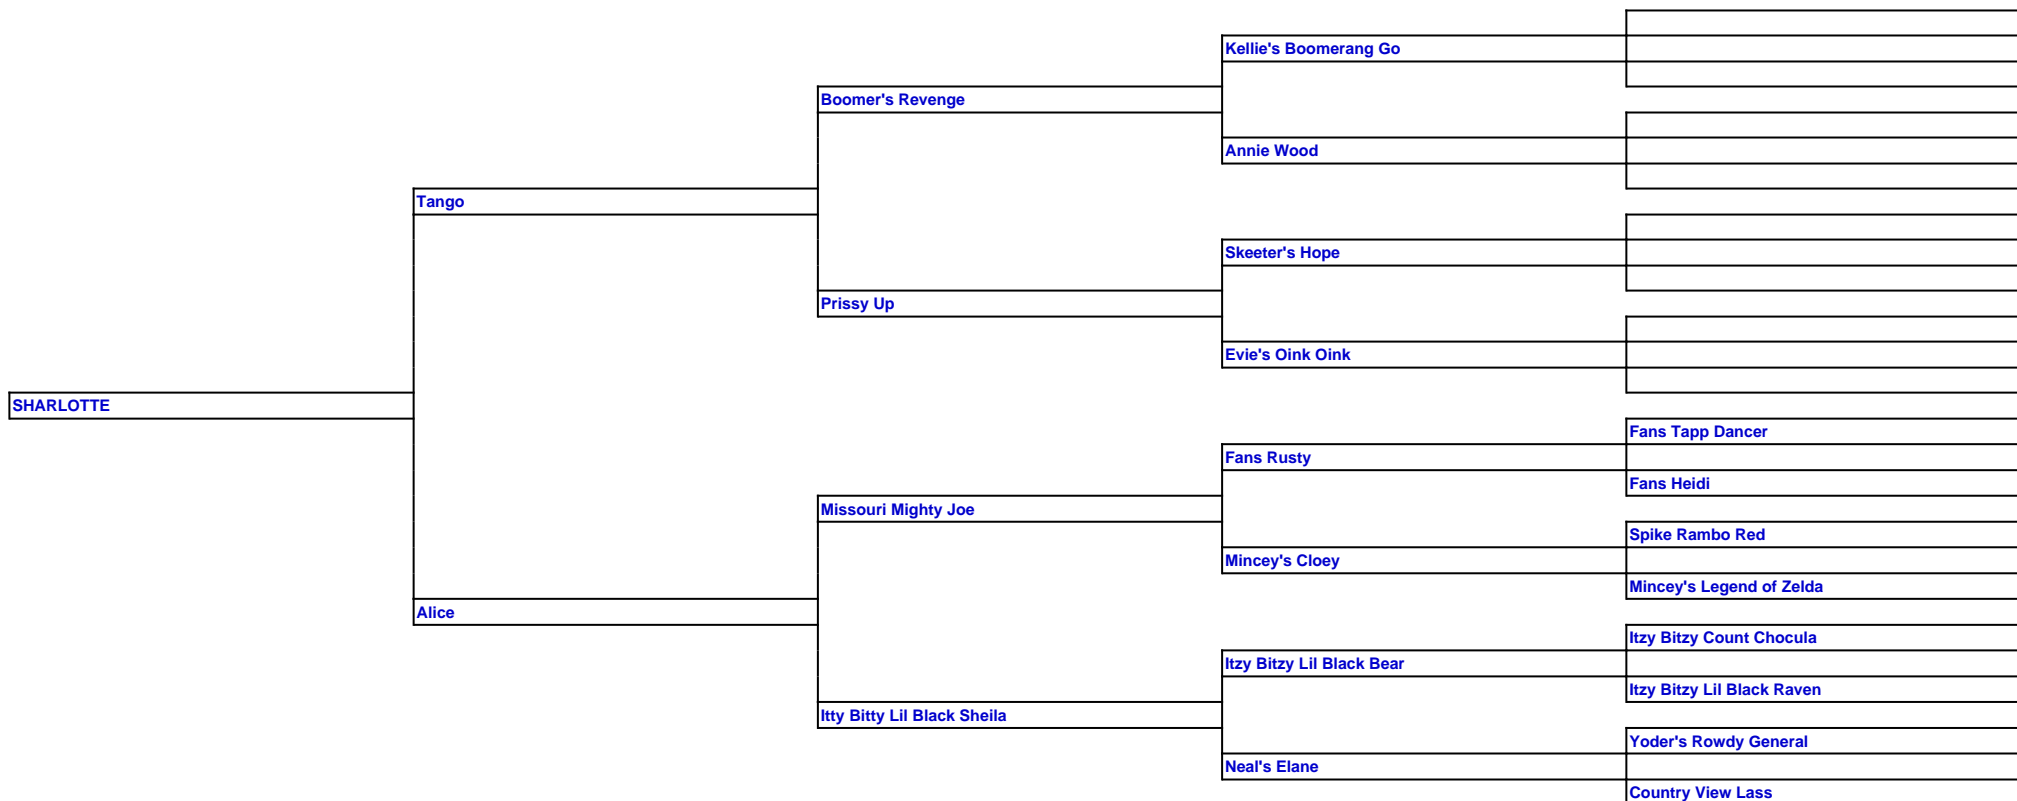 Kellie's Boomerang Go
Boomer's Revenge
Annie Wood
Tango
Skeeter's Hope
Prissy Up
Evie's Oink Oink
SHARLOTTE
Fans Tapp Dancer
Fans Rusty
Fans Heidi
Missouri Mighty Joe
Spike Rambo Red
Mincey's Cloey
Mincey's Legend of Zelda
Alice
Itzy Bitzy Count Chocula
Itzy Bitzy Lil Black Bear
Itzy Bitzy Lil Black Raven
Itty Bitty Lil Black Sheila
Yoder's Rowdy General
Neal's Elane
Country View Lass